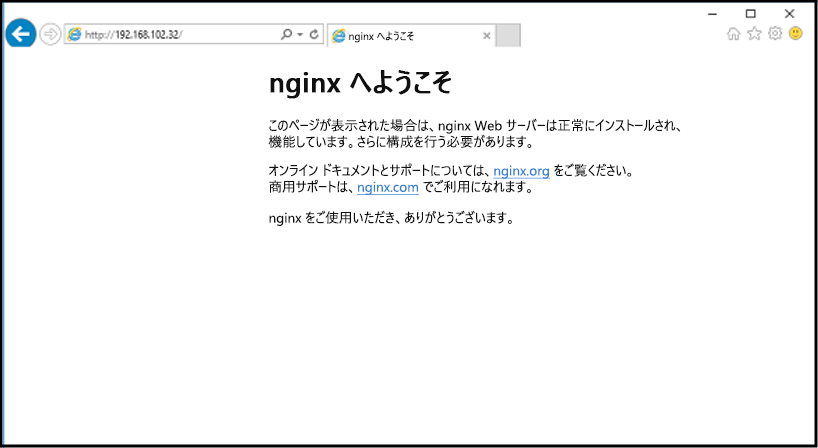 http://192.168.102.32/
nginx へようこそ
nginx へようこそ
このページが表示された場合は、nginx Web サーバーは正常にインストールされ、
機能しています。さらに構成を行う必要があります。
オンライン ドキュメントとサポートについては、nginx.org をご覧ください。
商用サポートは、nginx.com でご利用になれます。
nginx をご使用いただき、ありがとうございます。